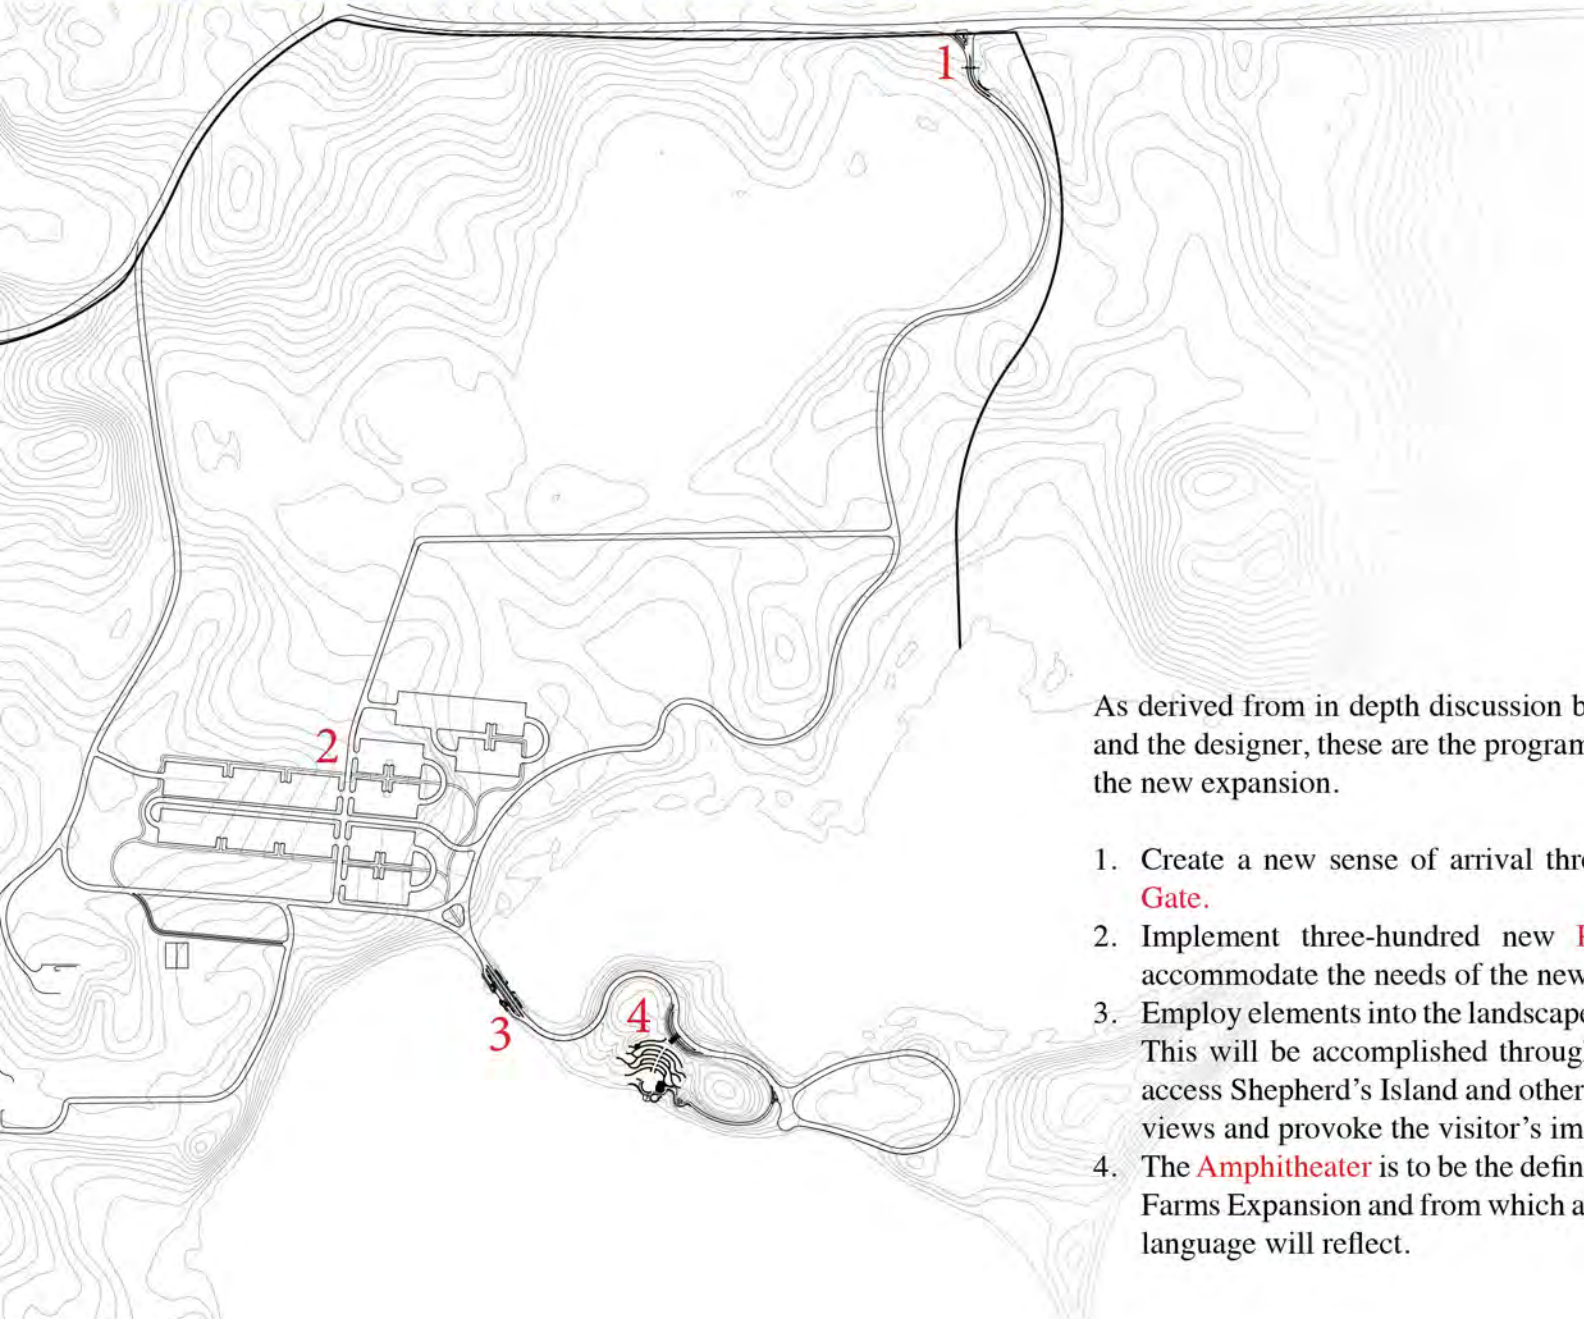 1
2
3
4
As derived from in depth discussion b
and the designer, these are the program
the new expansion.
1. Create a new sense of arrival thr
Gate.
2. Implement three-hundred new
accommodate the needs of the new
3. Employ elements into the landscape
This will be accomplished throug
access Shepherd's Island and other
views and provoke the visitor's im
4. The Amphitheater is to be the defin
Farms Expansion and from which a
language will reflect.